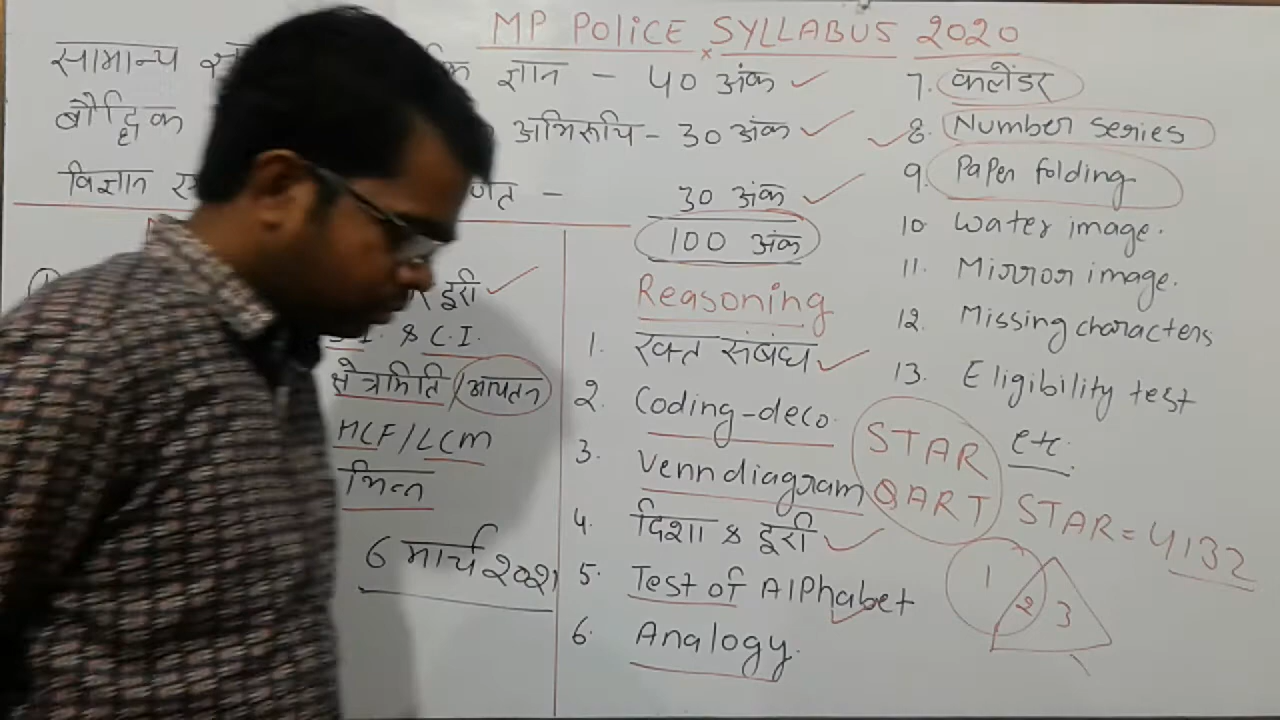 MP POLICE SYLLABUS 2020
सामान्य ज्ञान - 40 अंक
बौद्धिक अभिरूचि - 30 अंक
विज्ञान - 30 अंक
100 अंक
दूरी
& C.I.
क्षेत्रमिति / आयतन
HCF/LCM
भिन्न
6 मार्च 2021
Reasoning
1. रक्त संबंध
2. Coding-deco.
3. Venn diagram
4. दिशा & दूरी
5. Test of Alphabet
6. Analogy.
7. कलेंडर
8. Number series
9. Paper folding
10 Water image.
11. Mirror image.
12. Missing characters
13. Eligibility test
etc.
STAR
QART
STAR = 4132
1 2 3